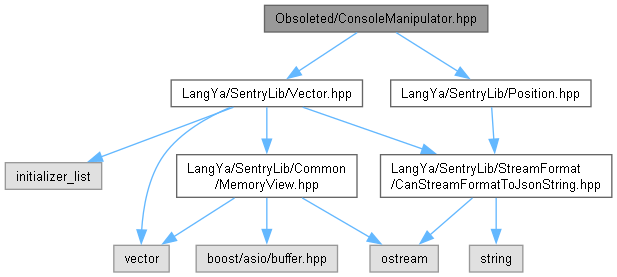 Obsoleted/ConsoleManipulator.hpp
LangYa/SentryLib/Vector.hpp
LangYa/SentryLib/Position.hpp
initializer_list
LangYa/SentryLib/Common
/MemoryView.hpp
LangYa/SentryLib/StreamFormat
/CanStreamFormatToJsonString.hpp
vector
boost/asio/buffer.hpp
ostream
string